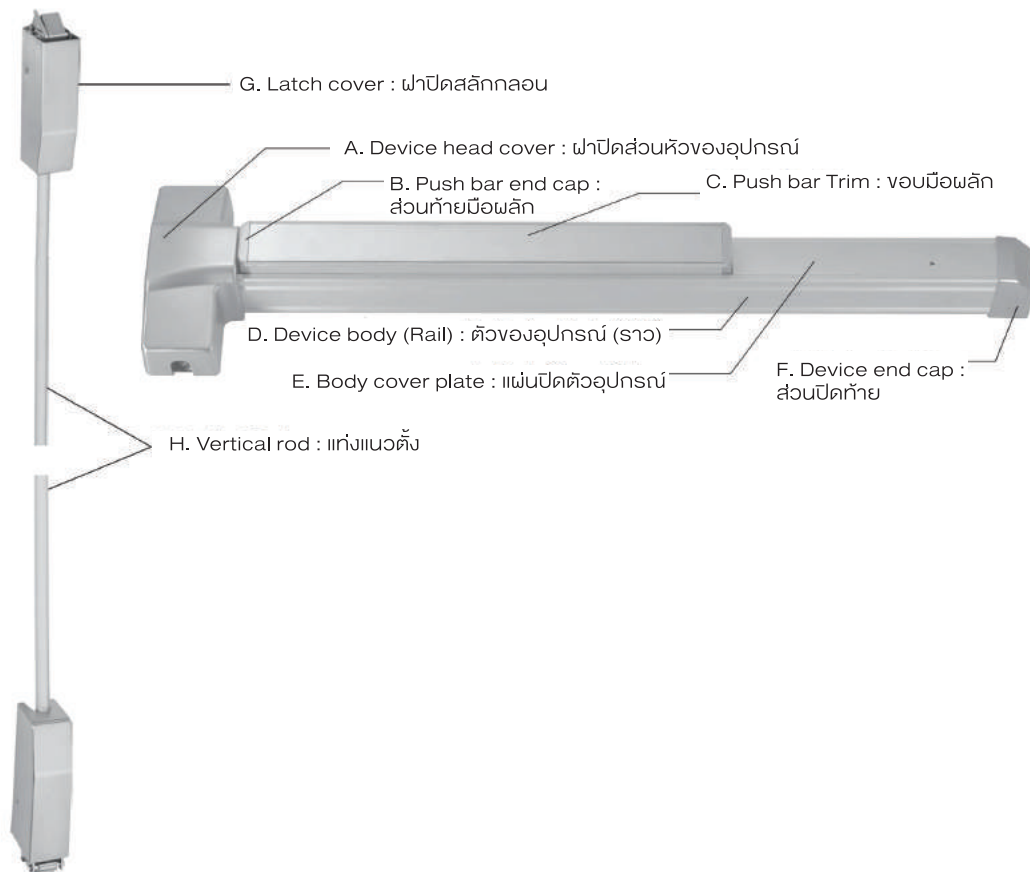 G. Latch cover : ฝาปิดสลักกลอน
A. Device head cover : ฝาปิดส่วนหัวของอุปกรณ์
B. Push bar end cap :
ส่วนท้ายมือผลัก
C. Push bar Trim : ขอบมือผลัก
D. Device body (Rail) : ตัวของอุปกรณ์ (ราว)
E. Body cover plate : แผ่นปิดตัวอุปกรณ์
F. Device end cap :
ส่วนปิดท้าย
H. Vertical rod : แท่งแนวตั้ง